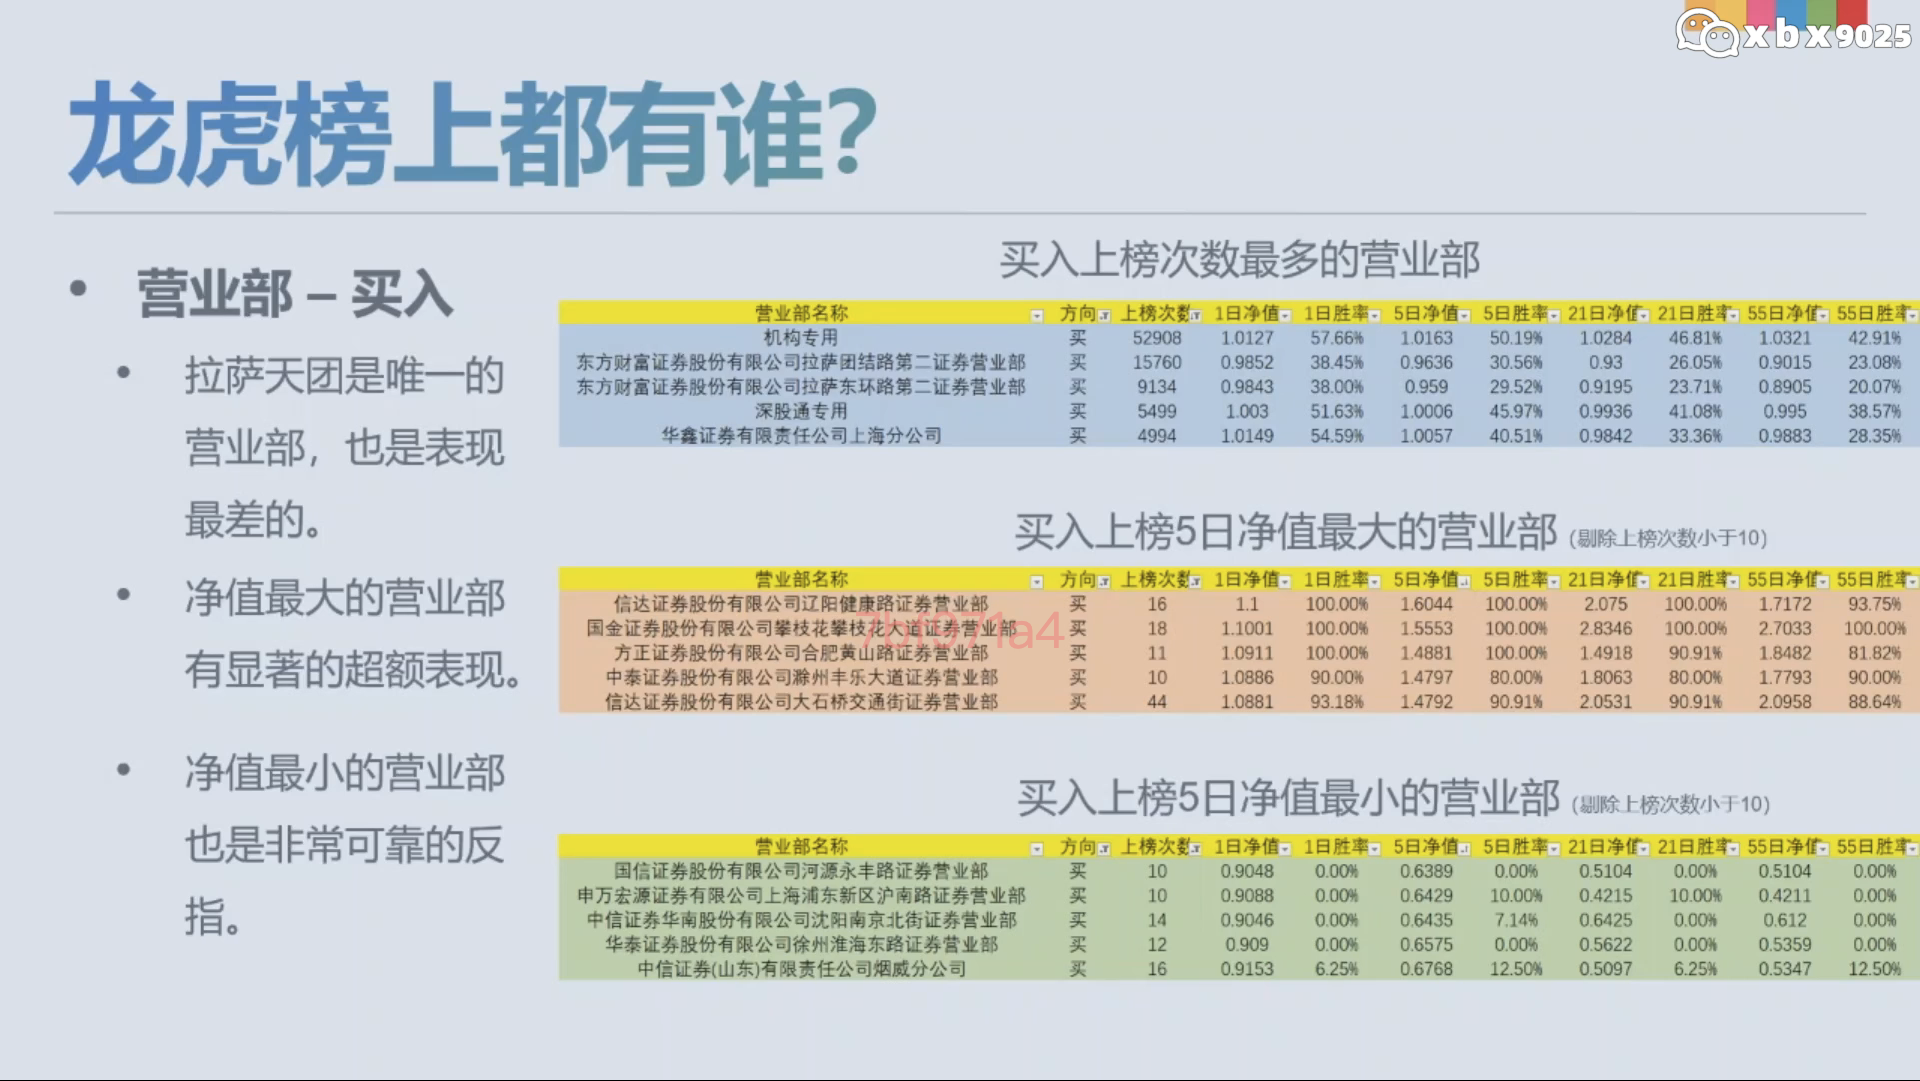 xbx9025
龙虎榜上都有谁?
• 营业部 – 买入
• 拉萨天团是唯一的
营业部，也是表现
最差的。
• 净值最大的营业部
有显著的超额表现。
• 净值最小的营业部
也是非常可靠的反
指。
买入上榜次数最多的营业部
营业部名称 方向 上榜次数 1日净值 1日胜率 5日净值 5日胜率 21日净值 21日胜率 55日净值 55日胜率
机构专用 买 52908 1.0127 57.66% 1.0163 50.19% 1.0284 46.81% 1.0321 42.91%
东方财富证券股份有限公司拉萨团结路第二证券营业部 买 15760 0.9852 38.45% 0.9636 30.56% 0.93 26.05% 0.9015 23.08%
东方财富证券股份有限公司拉萨东环路第二证券营业部 买 9134 0.9843 38.00% 0.959 29.52% 0.9195 23.71% 0.8905 20.07%
深股通专用 买 5499 1.003 51.63% 1.0006 45.97% 0.9936 41.08% 0.995 38.57%
华鑫证券有限责任公司上海分公司 买 4994 1.0149 54.59% 1.0057 40.51% 0.9842 33.36% 0.9883 28.35%
买入上榜5日净值最大的营业部 (剔除上榜次数小于10)
营业部名称 方向 上榜次数 1日净值 1日胜率 5日净值 5日胜率 21日净值 21日胜率 55日净值 55日胜率
信达证券股份有限公司辽阳健康路证券营业部 买 16 1.1 100.00% 1.6044 100.00% 2.075 100.00% 1.7172 93.75%
国金证券股份有限公司攀枝花攀枝花大道证券营业部 买 18 1.1001 100.00% 1.5553 100.00% 2.8346 100.00% 2.7033 100.00%
方正证券股份有限公司合肥黄山路证券营业部 买 11 1.0911 100.00% 1.4881 100.00% 1.4918 90.91% 1.8482 81.82%
中泰证券股份有限公司滁州丰乐大道证券营业部 买 10 1.0886 90.00% 1.4797 80.00% 1.8063 80.00% 1.7793 90.00%
信达证券股份有限公司大石桥交通街证券营业部 买 44 1.0881 93.18% 1.4792 90.91% 2.0531 90.91% 2.0958 88.64%
7bf971a4
买入上榜5日净值最小的营业部 (剔除上榜次数小于10)
营业部名称 方向 上榜次数 1日净值 1日胜率 5日净值 5日胜率 21日净值 21日胜率 55日净值 55日胜率
国信证券股份有限公司河源永丰路证券营业部 买 10 0.9048 0.00% 0.6389 0.00% 0.5104 0.00% 0.5104 0.00%
申万宏源证券有限公司上海浦东新区沪南路证券营业部 买 10 0.9088 0.00% 0.6429 10.00% 0.4215 10.00% 0.4211 0.00%
中信证券华南股份有限公司沈阳南京北街证券营业部 买 14 0.9046 0.00% 0.6435 7.14% 0.6425 0.00% 0.612 0.00%
华泰证券股份有限公司徐州淮海东路证券营业部 买 12 0.909 0.00% 0.6575 0.00% 0.5622 0.00% 0.5359 0.00%
中信证券(山东)有限责任公司烟威分公司 买 16 0.9153 6.25% 0.6768 12.50% 0.5097 6.25% 0.5347 12.50%